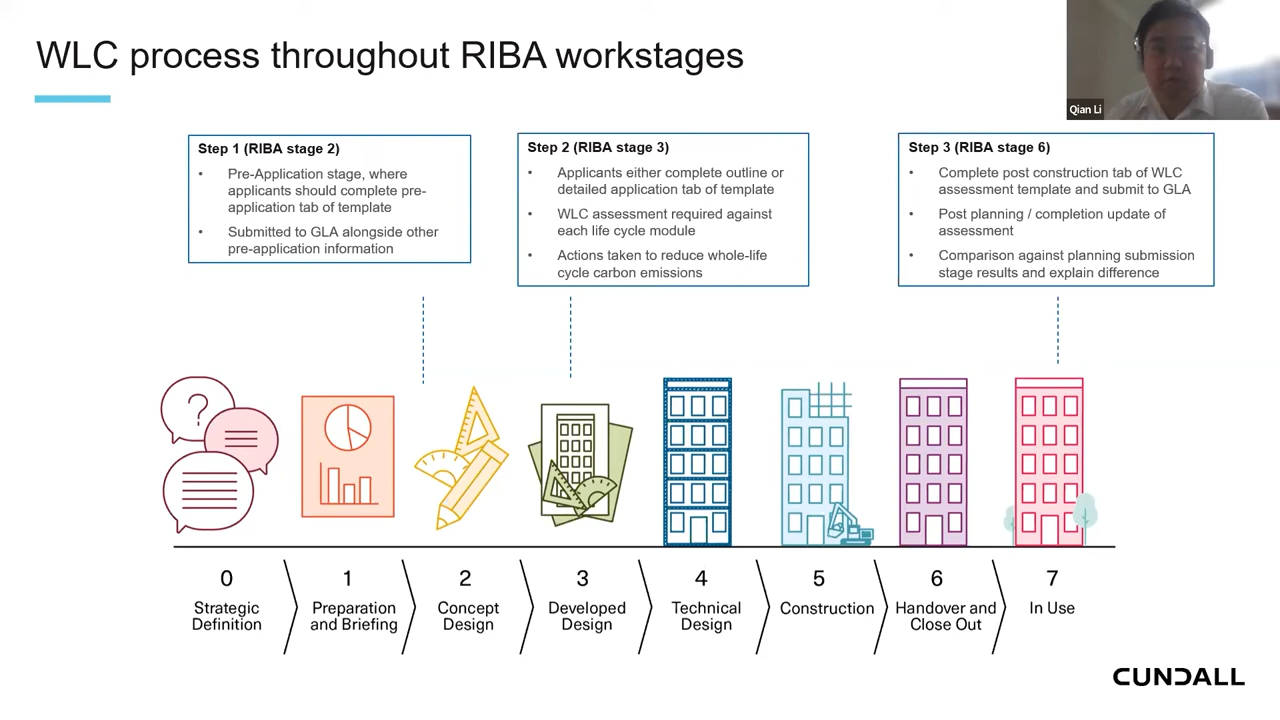 WLC process throughout RIBA workstages
Qian Li
Step 1 (RIBA stage 2)
• Pre-Application stage, where
applicants should complete pre-
application tab of template
• Submitted to GLA alongside other
pre-application information
Step 2 (RIBA stage 3)
• Applicants either complete outline or
detailed application tab of template
• WLC assessment required against
each life cycle module
• Actions taken to reduce whole-life
cycle carbon emissions
Step 3 (RIBA stage 6)
• Complete post construction tab of WLC
assessment template and submit to GLA
• Post planning / completion update of
assessment
• Comparison against planning submission
stage results and explain difference
?
0
Strategic
Definition
1
Preparation
and Briefing
2
Concept
Design
3
Developed
Design
4
Technical
Design
5
Construction
6
Handover and
Close Out
7
In Use
CUNDALL